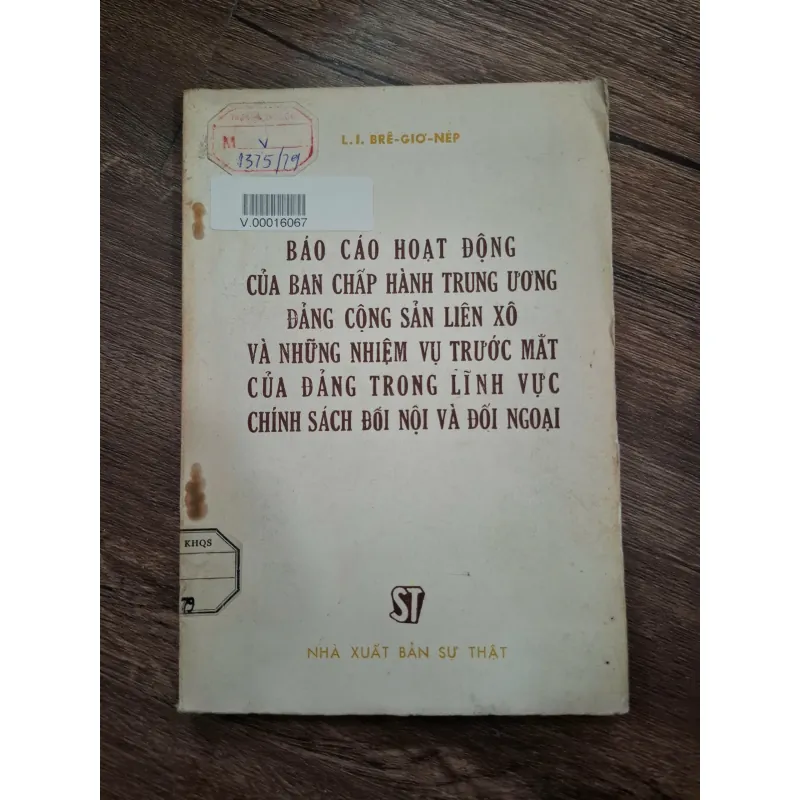 L.I. BRÊ-GIƠ-NÉP
M V
1375/79
V.00016067
BÁO CÁO HOẠT ĐỘNG
CỦA BAN CHẤP HÀNH TRUNG ƯƠNG
ĐẢNG CỘNG SẢN LIÊN XÔ
VÀ NHỮNG NHIỆM VỤ TRƯỚC MẮT
CỦA ĐẢNG TRONG LĨNH VỰC
CHÍNH SÁCH ĐỐI NỘI VÀ ĐỐI NGOẠI
KHQS
79
ST
NHÀ XUẤT BẢN SỰ THẬT